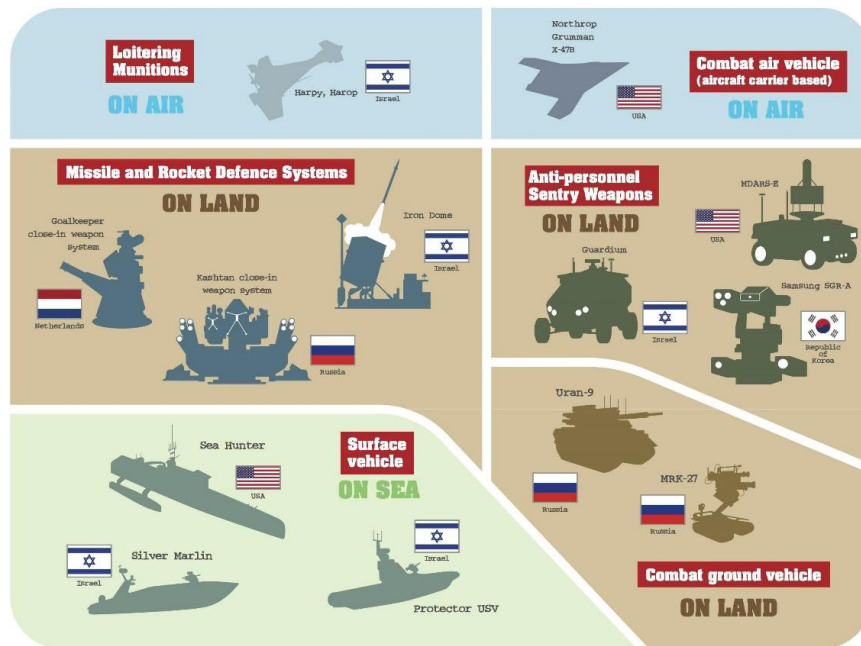 Loitering
Munitions
ON AIR
Harpy, Harop
Israel
Northrop
Grumman
X-47B
USA
Combat air vehicle
(aircraft carrier based)
ON AIR
Missile and Rocket Defence Systems
ON LAND
Goalkeeper
close-in weapon
system
Netherlands
Kashtan close-in
weapon system
Russia
Iron Dome
Israel
Anti-personnel
Sentry Weapons
ON LAND
Guardium
Israel
MDARS-E
USA
Samsung SGR-A
Republic
of
Korea
Sea Hunter
USA
Surface
vehicle
ON SEA
Silver Marlin
Israel
Israel
Protector USV
Uran-9
Russia
MRK-27
Russia
Combat ground vehicle
ON LAND